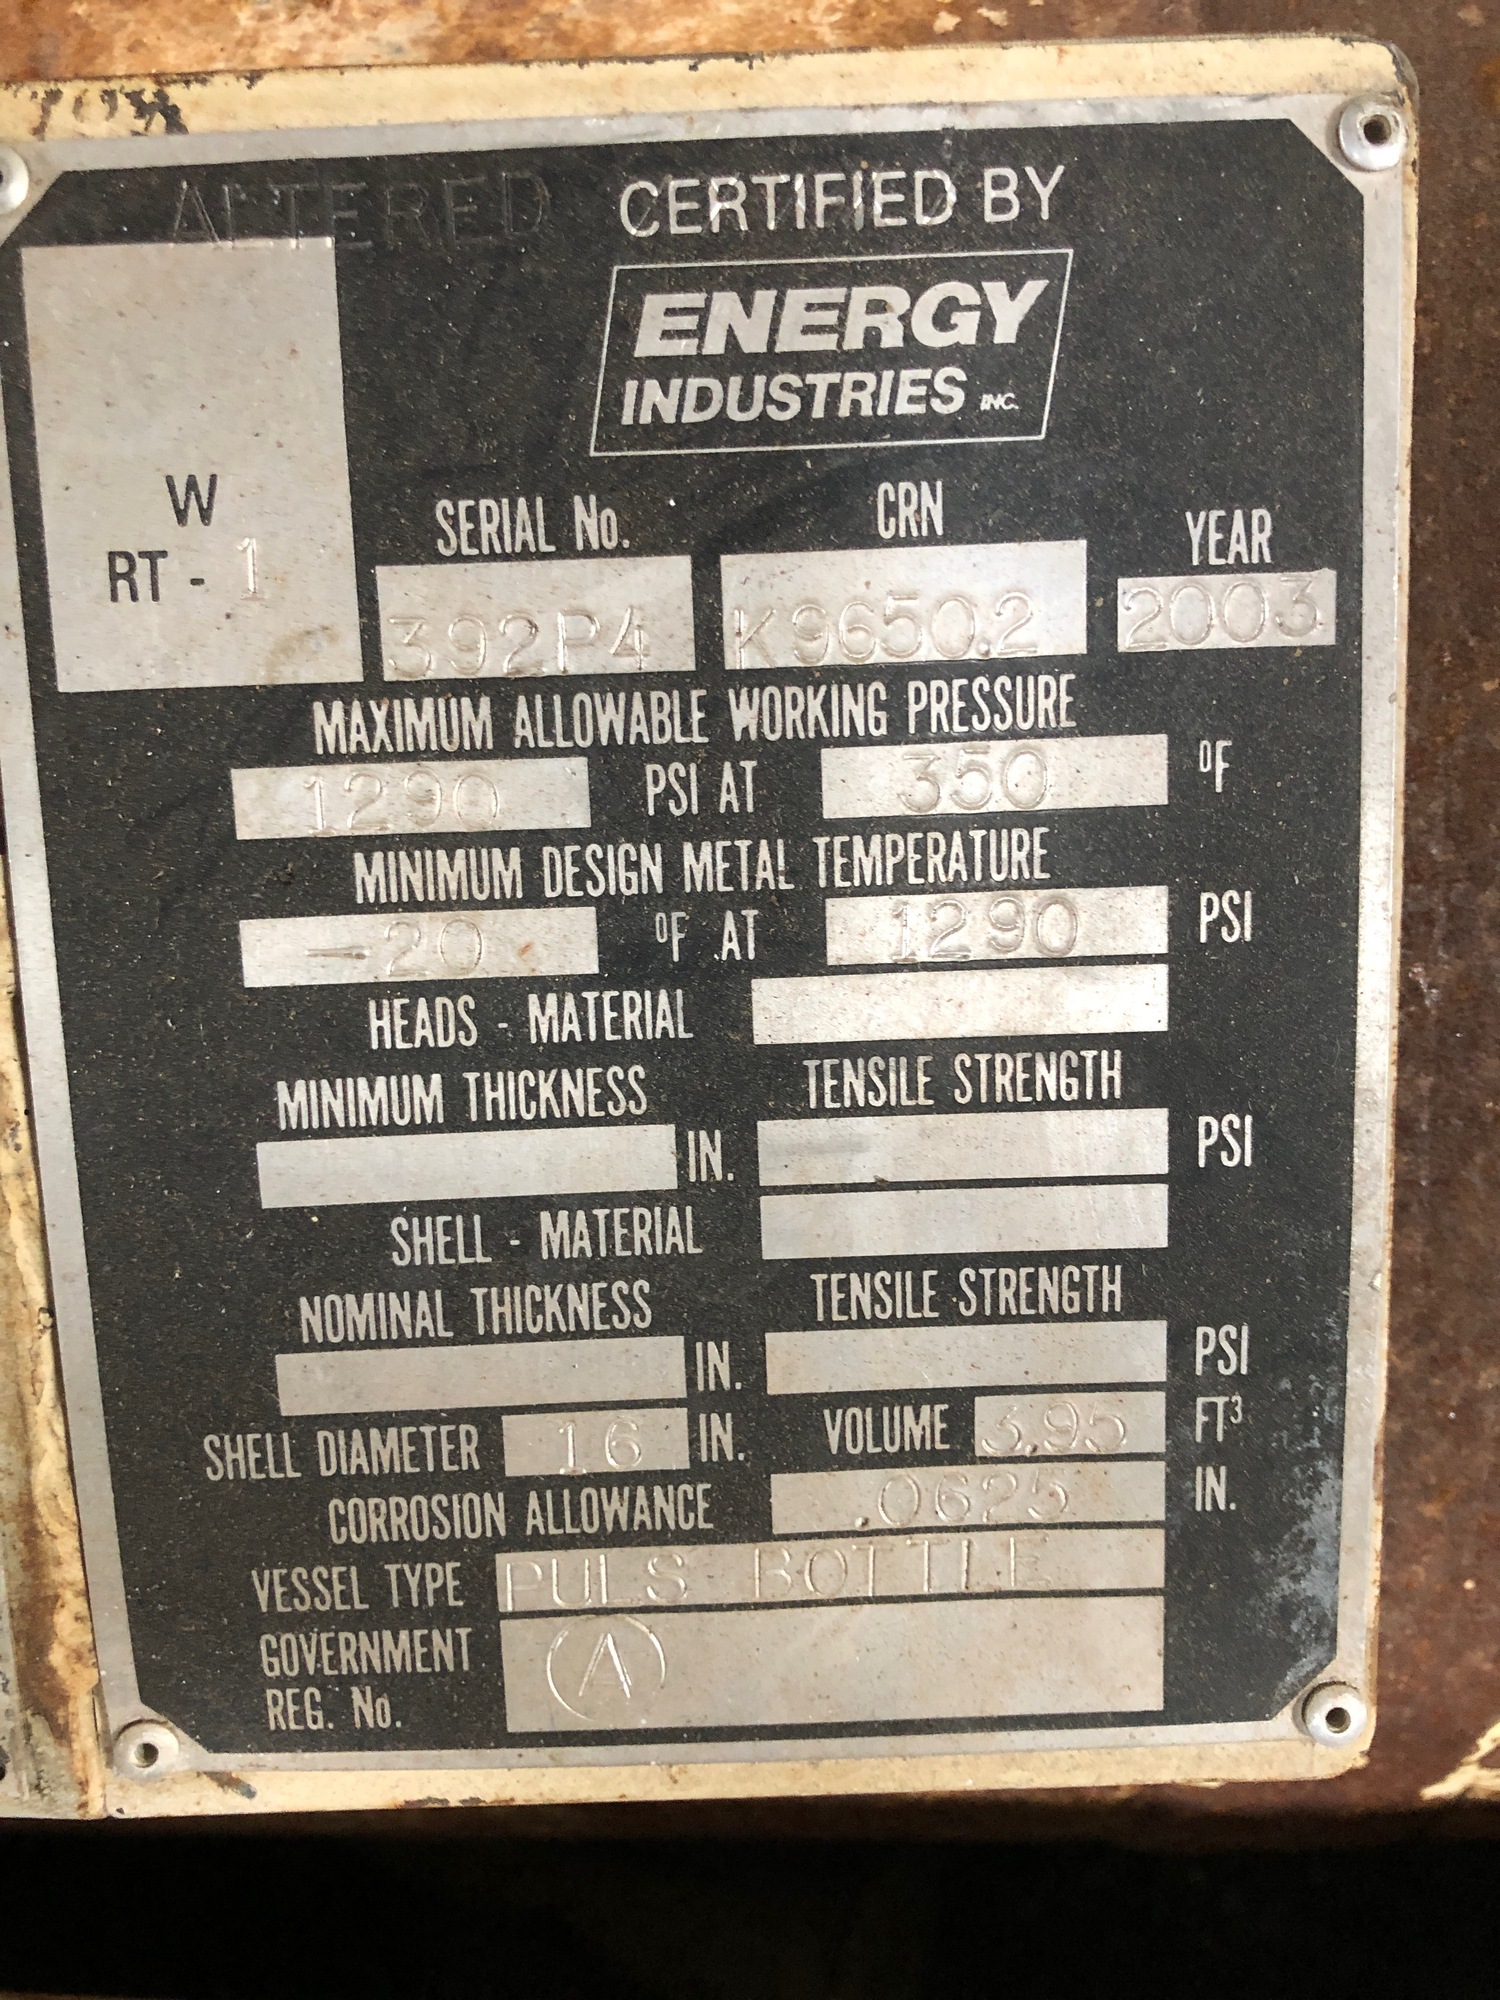 ALTERED CERTIFIED BY
ENERGY
INDUSTRIES INC.
W
RT - 1
SERIAL No. CRN YEAR
392P4 K9650.2 2003
MAXIMUM ALLOWABLE WORKING PRESSURE
1290 PSI AT 350 °F
MINIMUM DESIGN METAL TEMPERATURE
-20 °F AT 1290 PSI
HEADS - MATERIAL
MINIMUM THICKNESS TENSILE STRENGTH
IN. PSI
SHELL - MATERIAL
NOMINAL THICKNESS TENSILE STRENGTH
IN. PSI
SHELL DIAMETER 16 IN. VOLUME 3.95 FT³
CORROSION ALLOWANCE .0625 IN.
VESSEL TYPE PULS BOTTLE
GOVERNMENT
REG. No. A